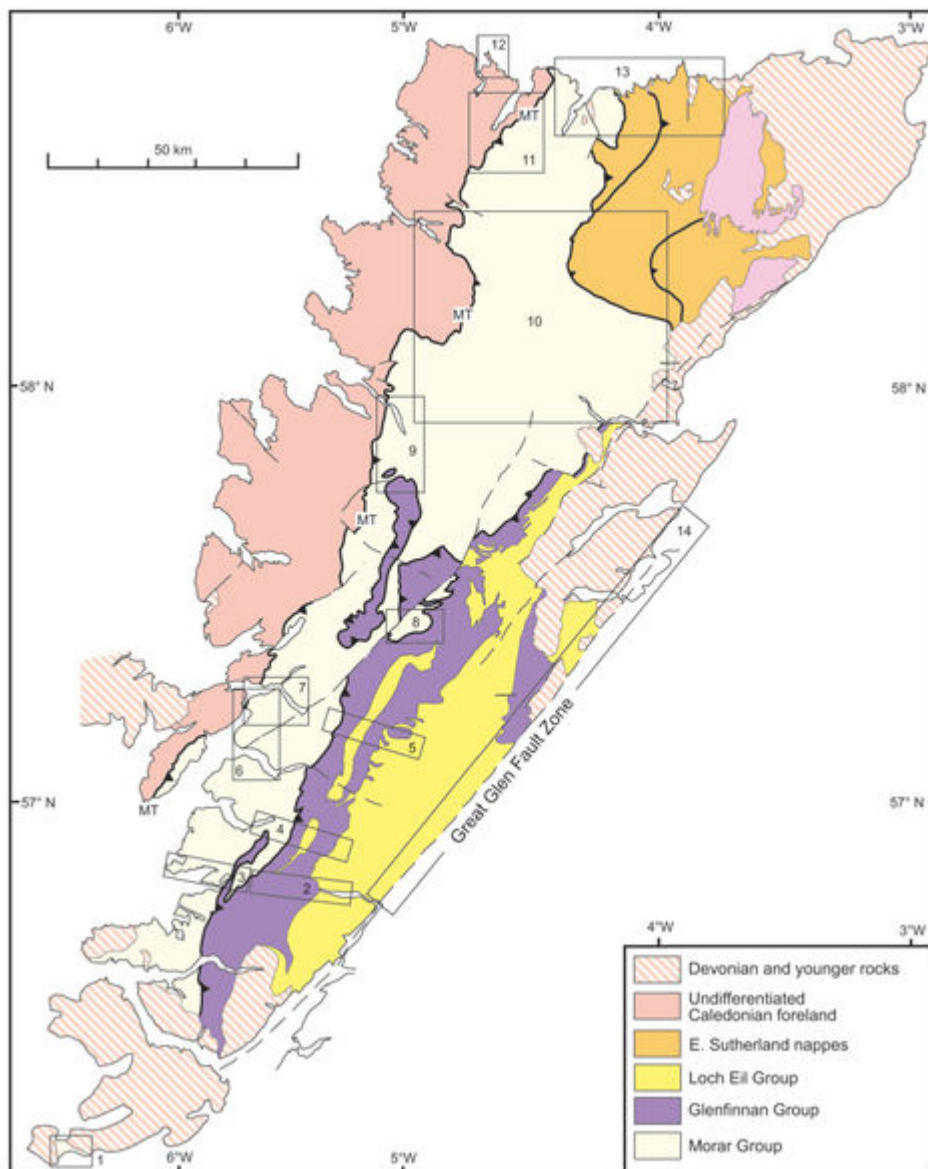 6°W 5°W 4°W 3°W
12
13
50 km
MT
11
10
MT
58° N 58° N
9
MT
14
8
7
5
6
Great Glen Fault Zone
57° N 57° N
MT
4
3
2
4°W 3°W
Devonian and younger rocks
Undifferentiated
Caledonian foreland
E. Sutherland nappes
Loch Eil Group
Glenfinnan Group
Morar Group
1
6°W 5°W